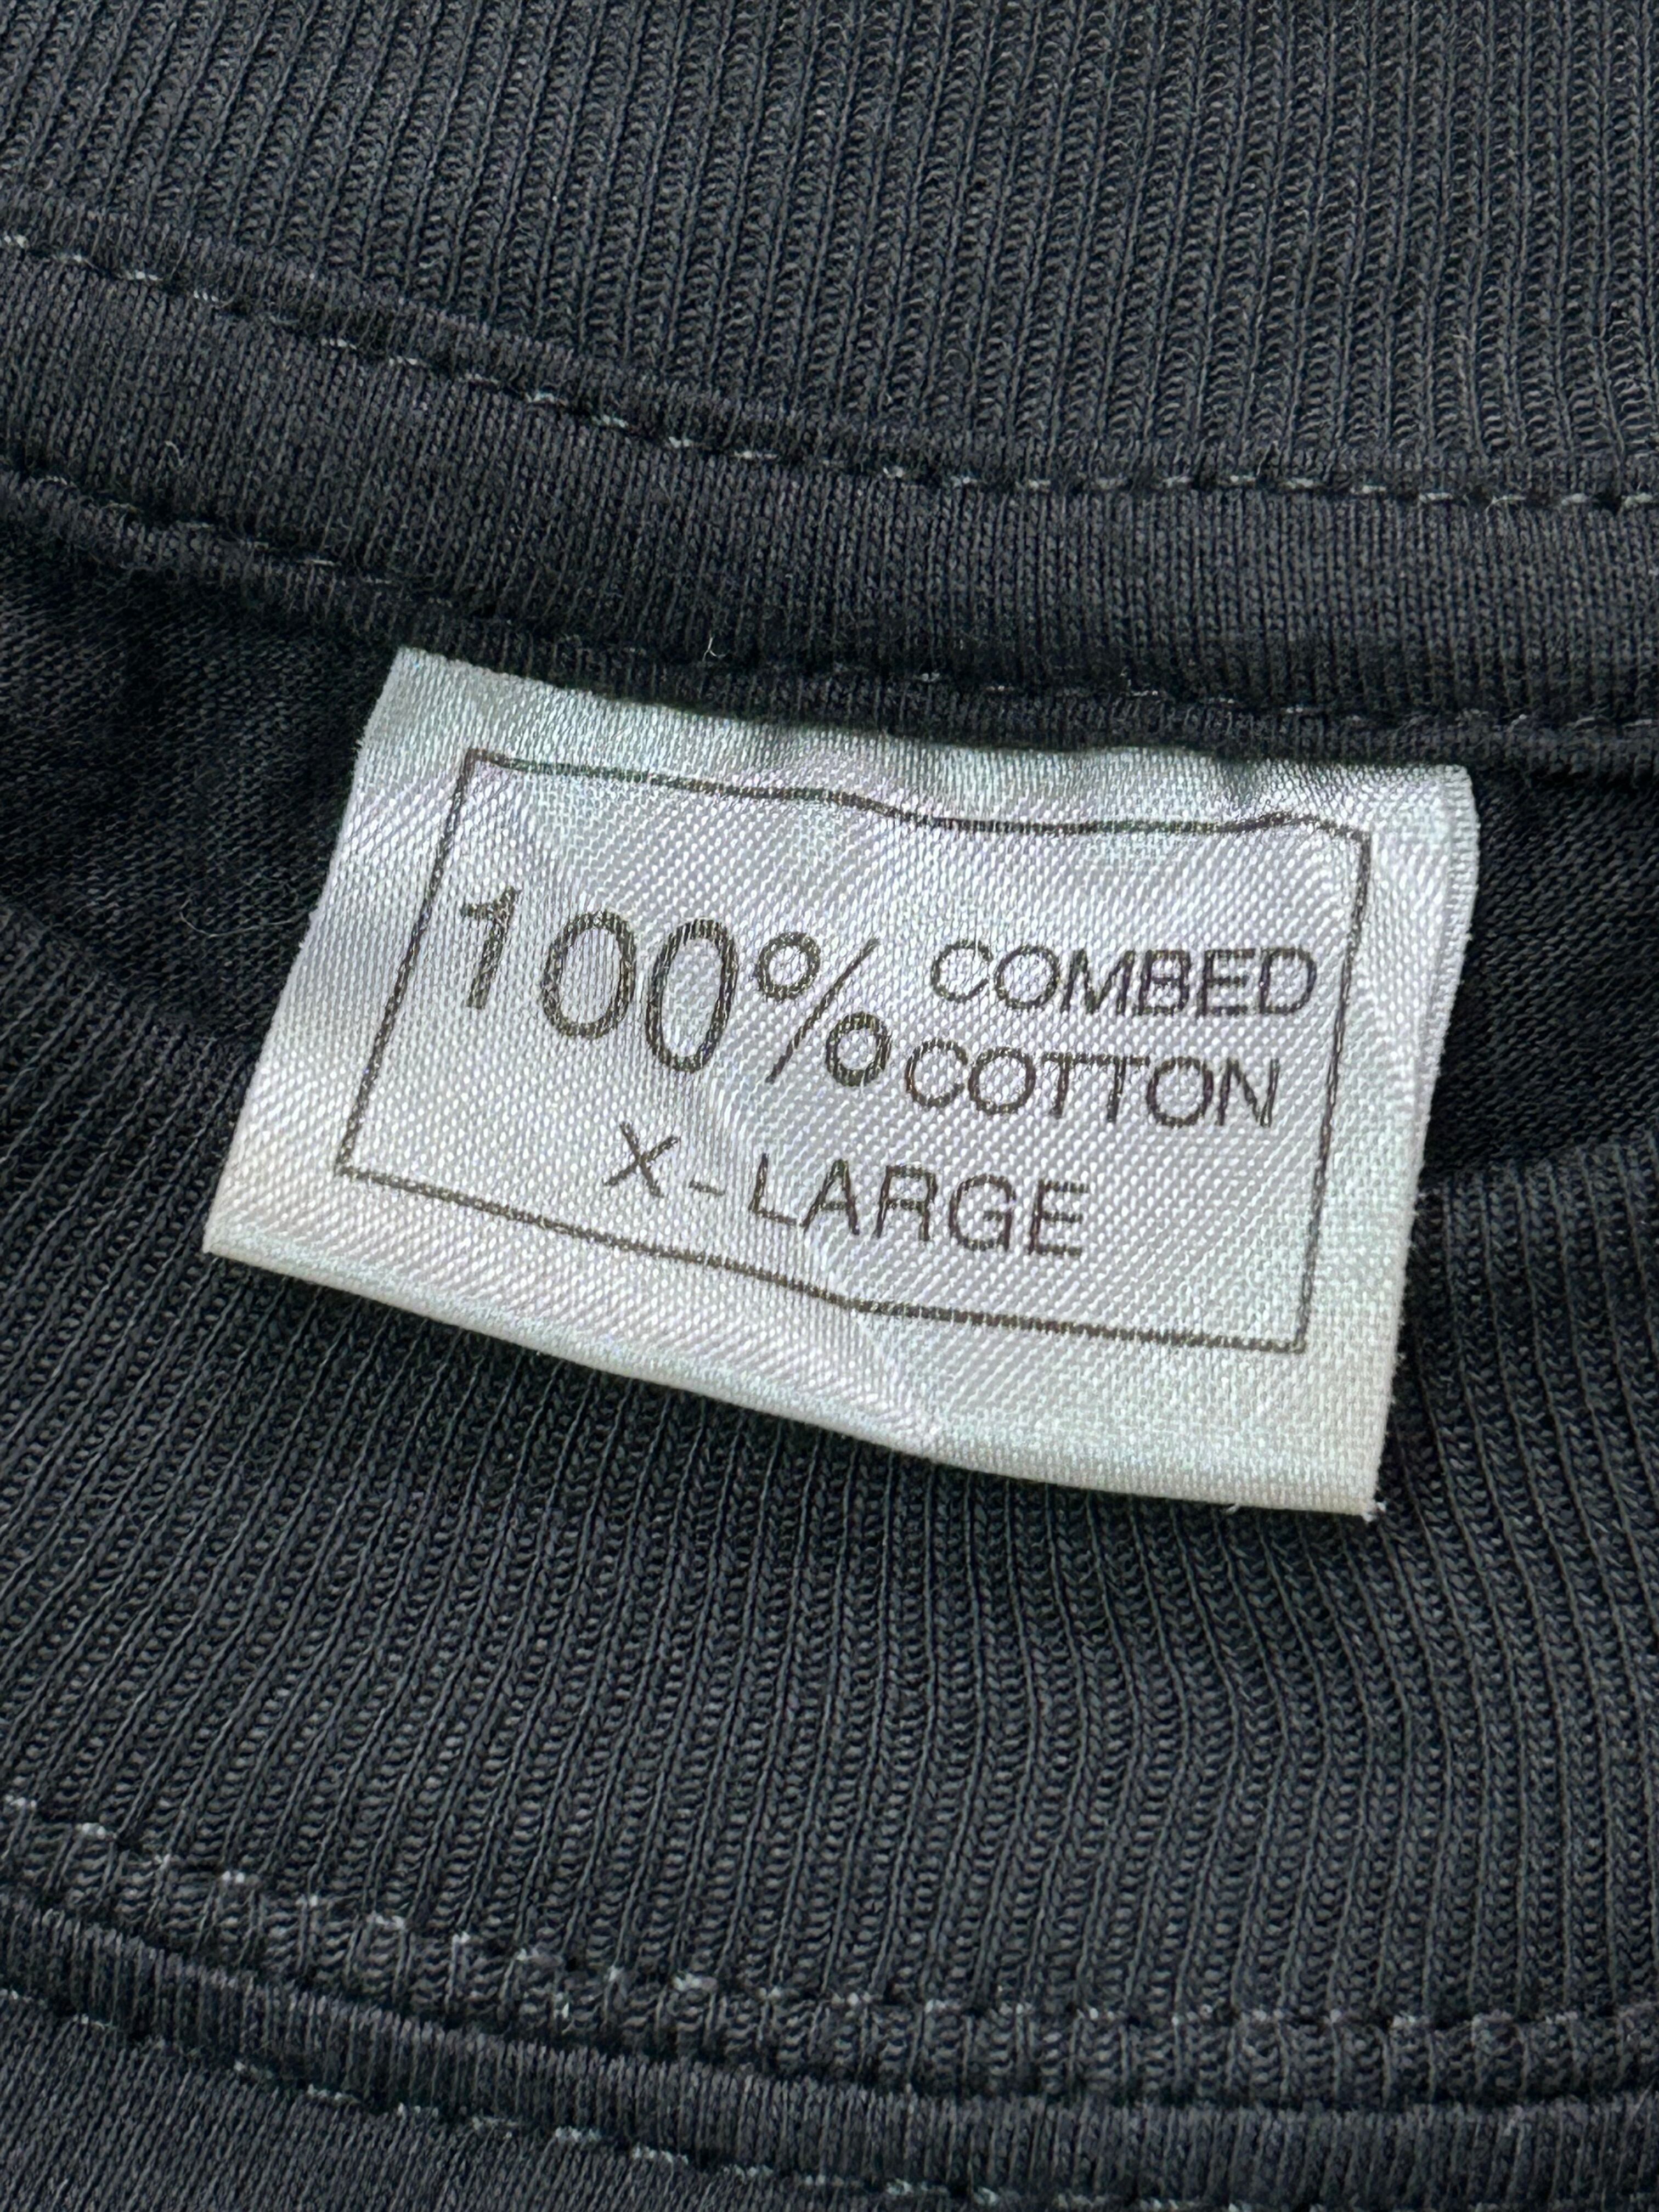 100% COMBED
COTTON
X-LARGE